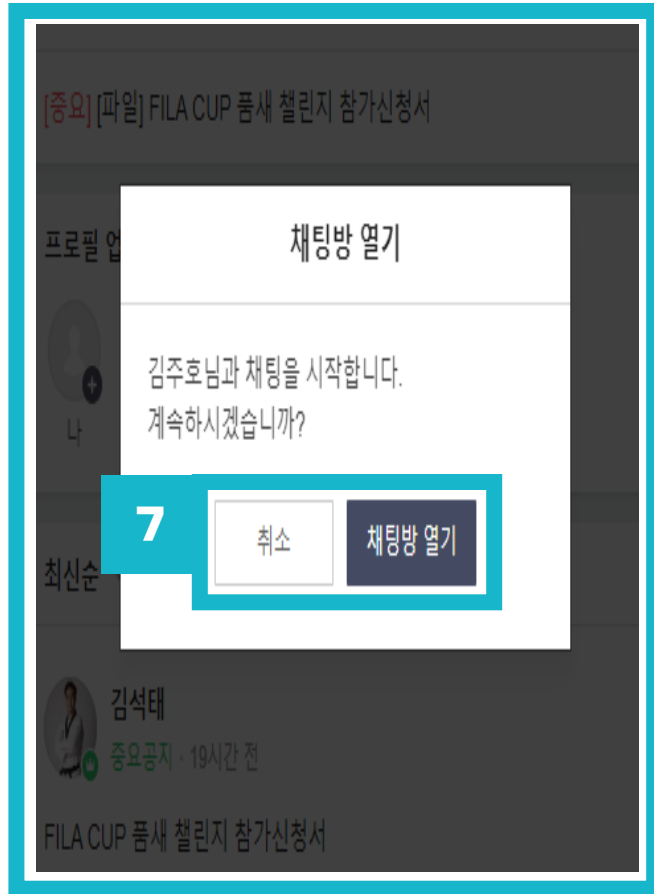 [중요] [파일] FILA CUP 품새 챌린지 참가신청서
프로필 업
채팅방 열기
김주호님과 채팅을 시작합니다.
계속하시겠습니까?
나
7
취소
채팅방 열기
최신순
김석태
중요공지 · 19시간 전
FILA CUP 품새 챌린지 참가신청서